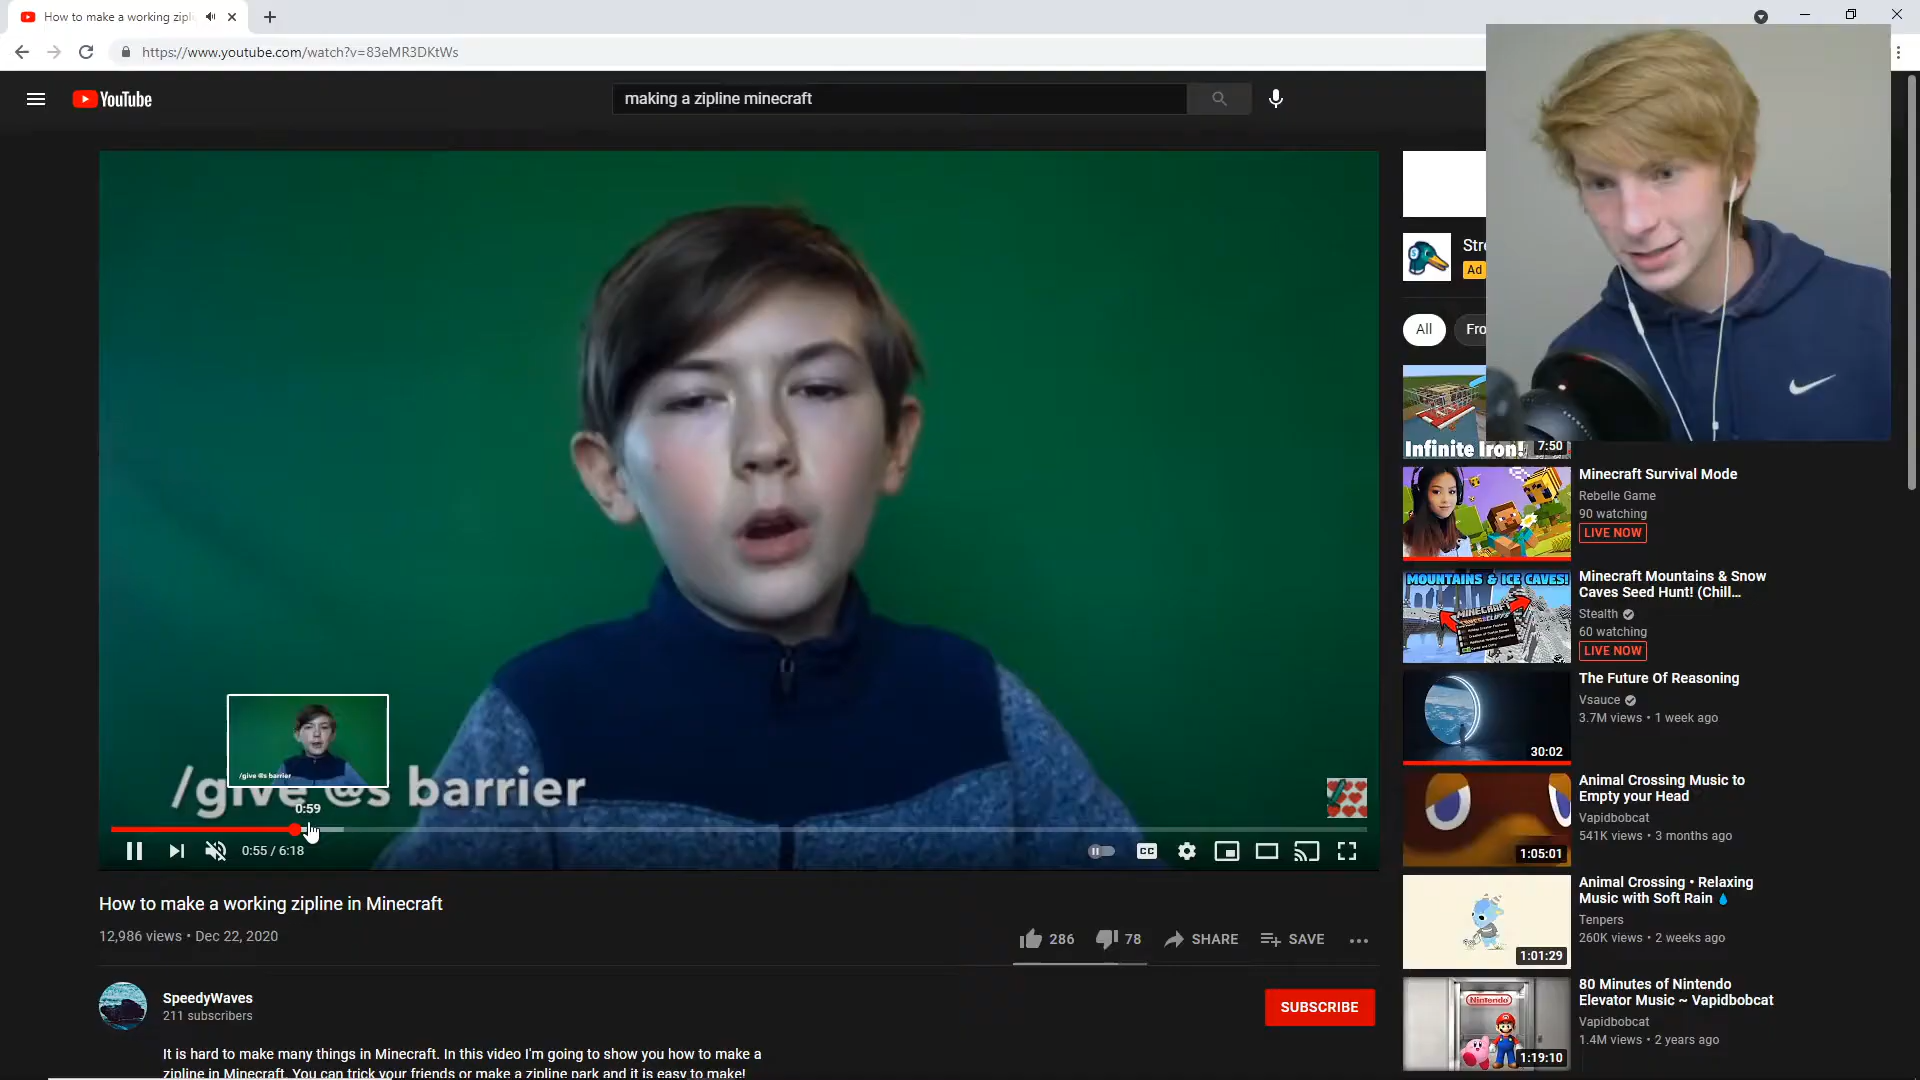 How to make a working zipli
https://www.youtube.com/watch?v=83eMR3DKtWs
YouTube
making a zipline minecraft
Stre
Ad
All
Fro
Infinite Iron!
7:50
Minecraft Survival Mode
Rebelle Game
90 watching
LIVE NOW
MOUNTAINS & ICE CAVES!
MINECRAFT
Minecraft Mountains & Snow
Caves Seed Hunt! (Chill...
Stealth
60 watching
LIVE NOW
The Future Of Reasoning
Vsauce
3.7M views • 1 week ago
30:02
Animal Crossing Music to
Empty your Head
Vapidbobcat
541K views • 3 months ago
1:05:01
Animal Crossing • Relaxing
Music with Soft Rain
Tenpers
260K views • 2 weeks ago
1:01:29
80 Minutes of Nintendo
Elevator Music ~ Vapidbobcat
Vapidbobcat
1.4M views • 2 years ago
Nintendo
1:19:10
/give @s barrier
/give @s barrier
0:59
0:55 / 6:18
CC
How to make a working zipline in Minecraft
12,986 views • Dec 22, 2020
286
78
SHARE
SAVE
SpeedyWaves
211 subscribers
SUBSCRIBE
It is hard to make many things in Minecraft. In this video I'm going to show you how to make a
zipline in Minecraft. You can trick your friends or make a zipline park and it is easy to make!